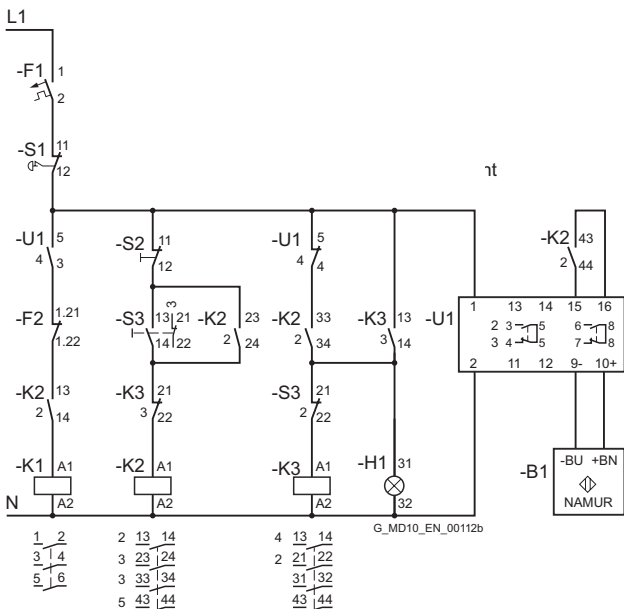 L1
-F1 1
2
-S1 11
12
nt
-U1 5
4 3
-S2 11
12
-U1 5
4 4
-K2 43
2 44
-F2 1.21
1.22
-S3 13 21 3
14 22
-K2 23
2 24
-K2 33
2 34
-K3 13
3 14
-U1
1 13 14 15 16
2 3 5 6 8
3 4 5 7 8
2 11 12 9- 10+
-K2 13
2 14
-K3 21
3 22
-S3 21
2 22
-K1 A1
A2
-K2 A1
A2
-K3 A1
A2
-H1 31
32
-B1
-BU +BN
NAMUR
N
G_MD10_EN_00112b
1 2
3 4
5 6
2 13 14
3 23 24
3 33 34
5 43 44
4 13 14
2 21 22
31 32
43 44